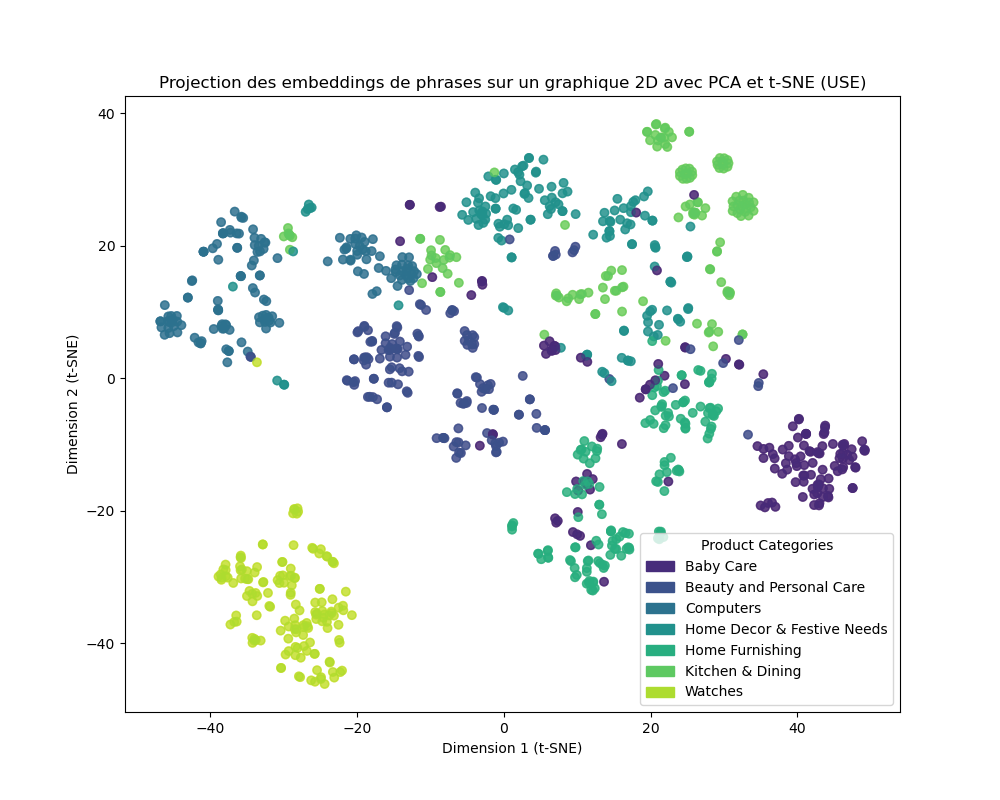 Projection des embeddings de phrases sur un graphique 2D avec PCA et t-SNE (USE)
40
20
0
−20
−40
Dimension 2 (t-SNE)
Product Categories
Baby Care
Beauty and Personal Care
Computers
Home Decor & Festive Needs
Home Furnishing
Kitchen & Dining
Watches
−40 −20 0 20 40
Dimension 1 (t-SNE)